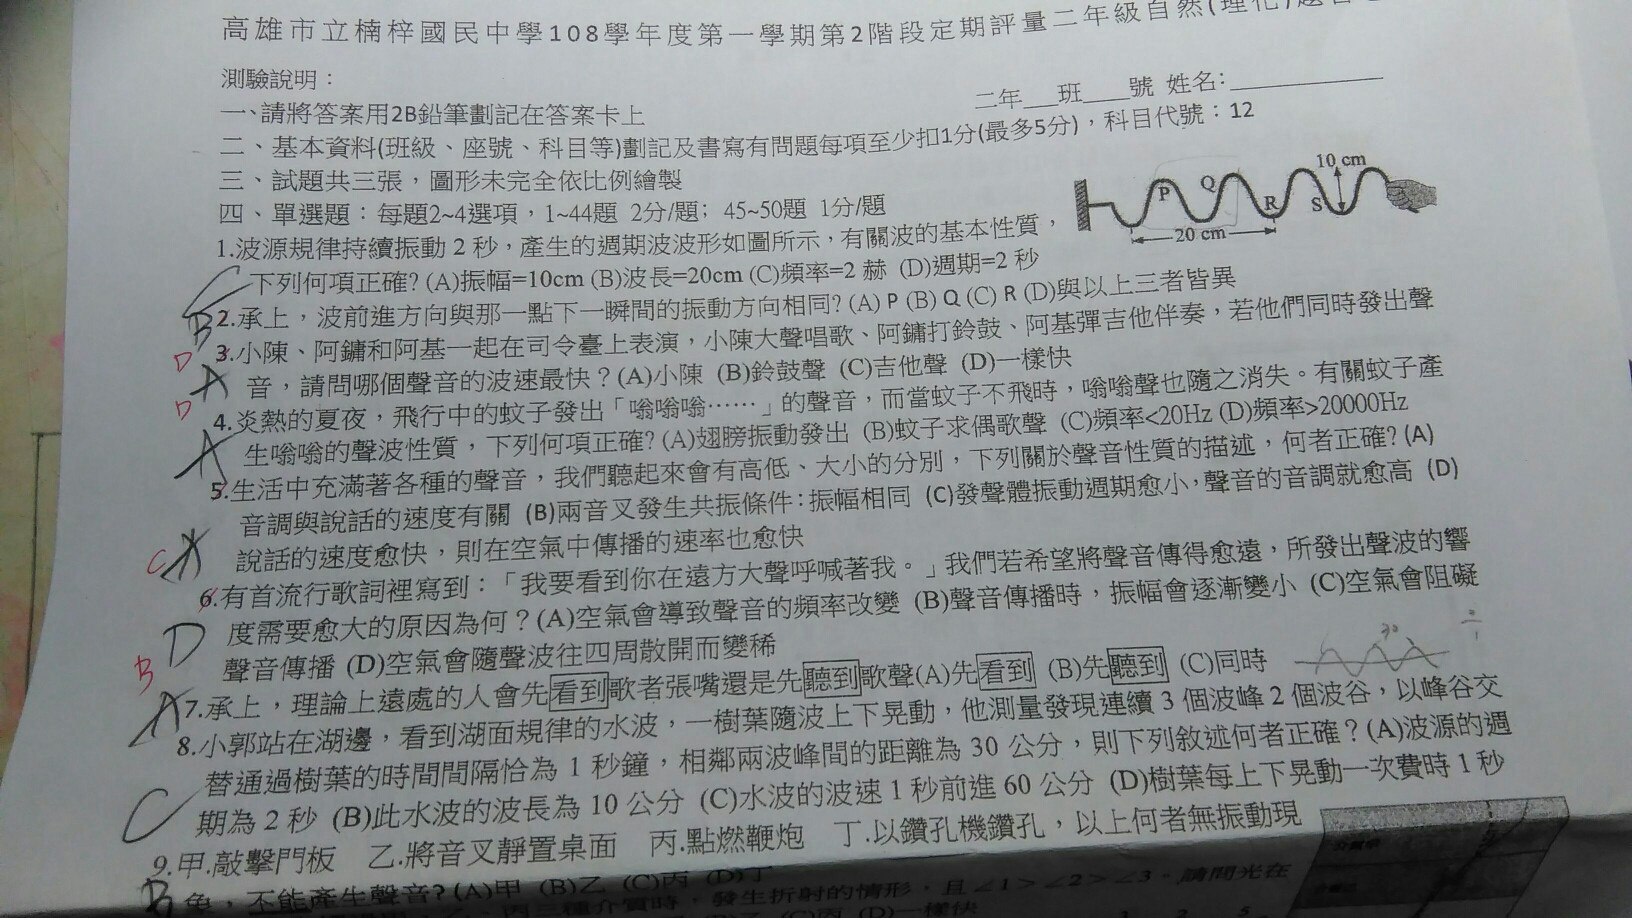 高雄市立楠梓國民中學108學年度第一學期第2階段定期評量二年級自然(理化)
測驗說明：
二年___班____號 姓名:
一、請將答案用2B鉛筆劃記在答案卡上
二、基本資料(班級、座號、科目等)劃記及書寫有問題每項至少扣1分(最多5分)，科目代號：12
三、試題共三張，圖形未完全依比例繪製
四、單選題：每題2~4選項，1~44題 2分/題; 45~50題 1分/題
10 cm
P
Q
R
S
20 cm
1.波源規律持續振動 2 秒，產生的週期波波形如圖所示，有關波的基本性質，
C 下列何項正確? (A)振幅=10cm (B)波長=20cm (C)頻率=2 赫 (D)週期=2 秒
B 2.承上，波前進方向與那一點下一瞬間的振動方向相同? (A) P (B) Q (C) R (D)與以上三者皆異
D 3.小陳、阿鏞和阿基一起在司令臺上表演，小陳大聲唱歌、阿鏞打鈴鼓、阿基彈吉他伴奏，若他們同時發出聲
A 音，請問哪個聲音的波速最快？(A)小陳 (B)鈴鼓聲 (C)吉他聲 (D)一樣快
D 4.炎熱的夏夜，飛行中的蚊子發出「嗡嗡嗡……」的聲音，而當蚊子不飛時，嗡嗡聲也隨之消失。有關蚊子產
A 生嗡嗡的聲波性質，下列何項正確? (A)翅膀振動發出 (B)蚊子求偶歌聲 (C)頻率<20Hz (D)頻率>20000Hz
5.生活中充滿著各種的聲音，我們聽起來會有高低、大小的分別，下列關於聲音性質的描述，何者正確? (A)
音調與說話的速度有關 (B)兩音叉發生共振條件:振幅相同 (C)發聲體振動週期愈小，聲音的音調就愈高 (D)
C A 說話的速度愈快，則在空氣中傳播的速率也愈快
6.有首流行歌詞裡寫到：「我要看到你在遠方大聲呼喊著我。」我們若希望將聲音傳得愈遠，所發出聲波的響
D 度需要愈大的原因為何？(A)空氣會導致聲音的頻率改變 (B)聲音傳播時，振幅會逐漸變小 (C)空氣會阻礙
B 聲音傳播 (D)空氣會隨聲波往四周散開而變稀
30
A 7.承上，理論上遠處的人會先看到歌者張嘴還是先聽到歌聲(A)先看到 (B)先聽到 (C)同時
8.小郭站在湖邊，看到湖面規律的水波，一樹葉隨波上下晃動，他測量發現連續 3 個波峰 2 個波谷，以峰谷交
替通過樹葉的時間間隔恰為 1 秒鐘，相鄰兩波峰間的距離為 30 公分，則下列敘述何者正確？(A)波源的週
C 期為 2 秒 (B)此水波的波長為 10 公分 (C)水波的波速 1 秒前進 60 公分 (D)樹葉每上下晃動一次費時 1 秒
9.甲.敲擊門板 乙.將音叉靜置桌面 丙.點燃鞭炮 丁.以鑽孔機鑽孔，以上何者無振動現
B 象，不能產生聲音? (A)甲 (B)乙 (C)丙 (D)丁
發生折射的情形，且∠1>∠2>∠3，請問光在
(C)丙 (D)一樣快